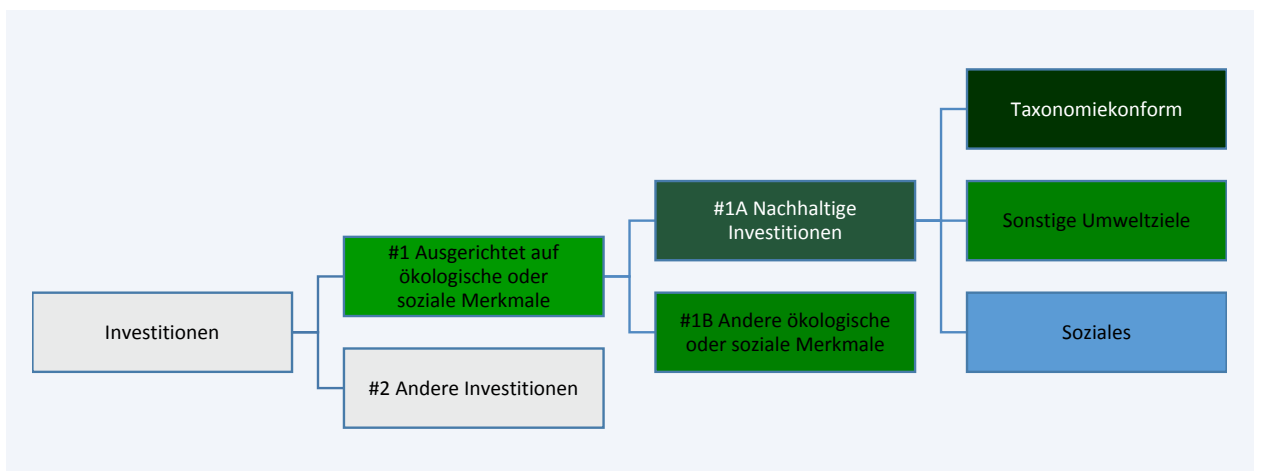 Investitionen
#1 Ausgerichtet auf
ökologische oder
soziale Merkmale
#2 Andere Investitionen
#1A Nachhaltige
Investitionen
#1B Andere ökologische
oder soziale Merkmale
Taxonomiekonform
Sonstige Umweltziele
Soziales